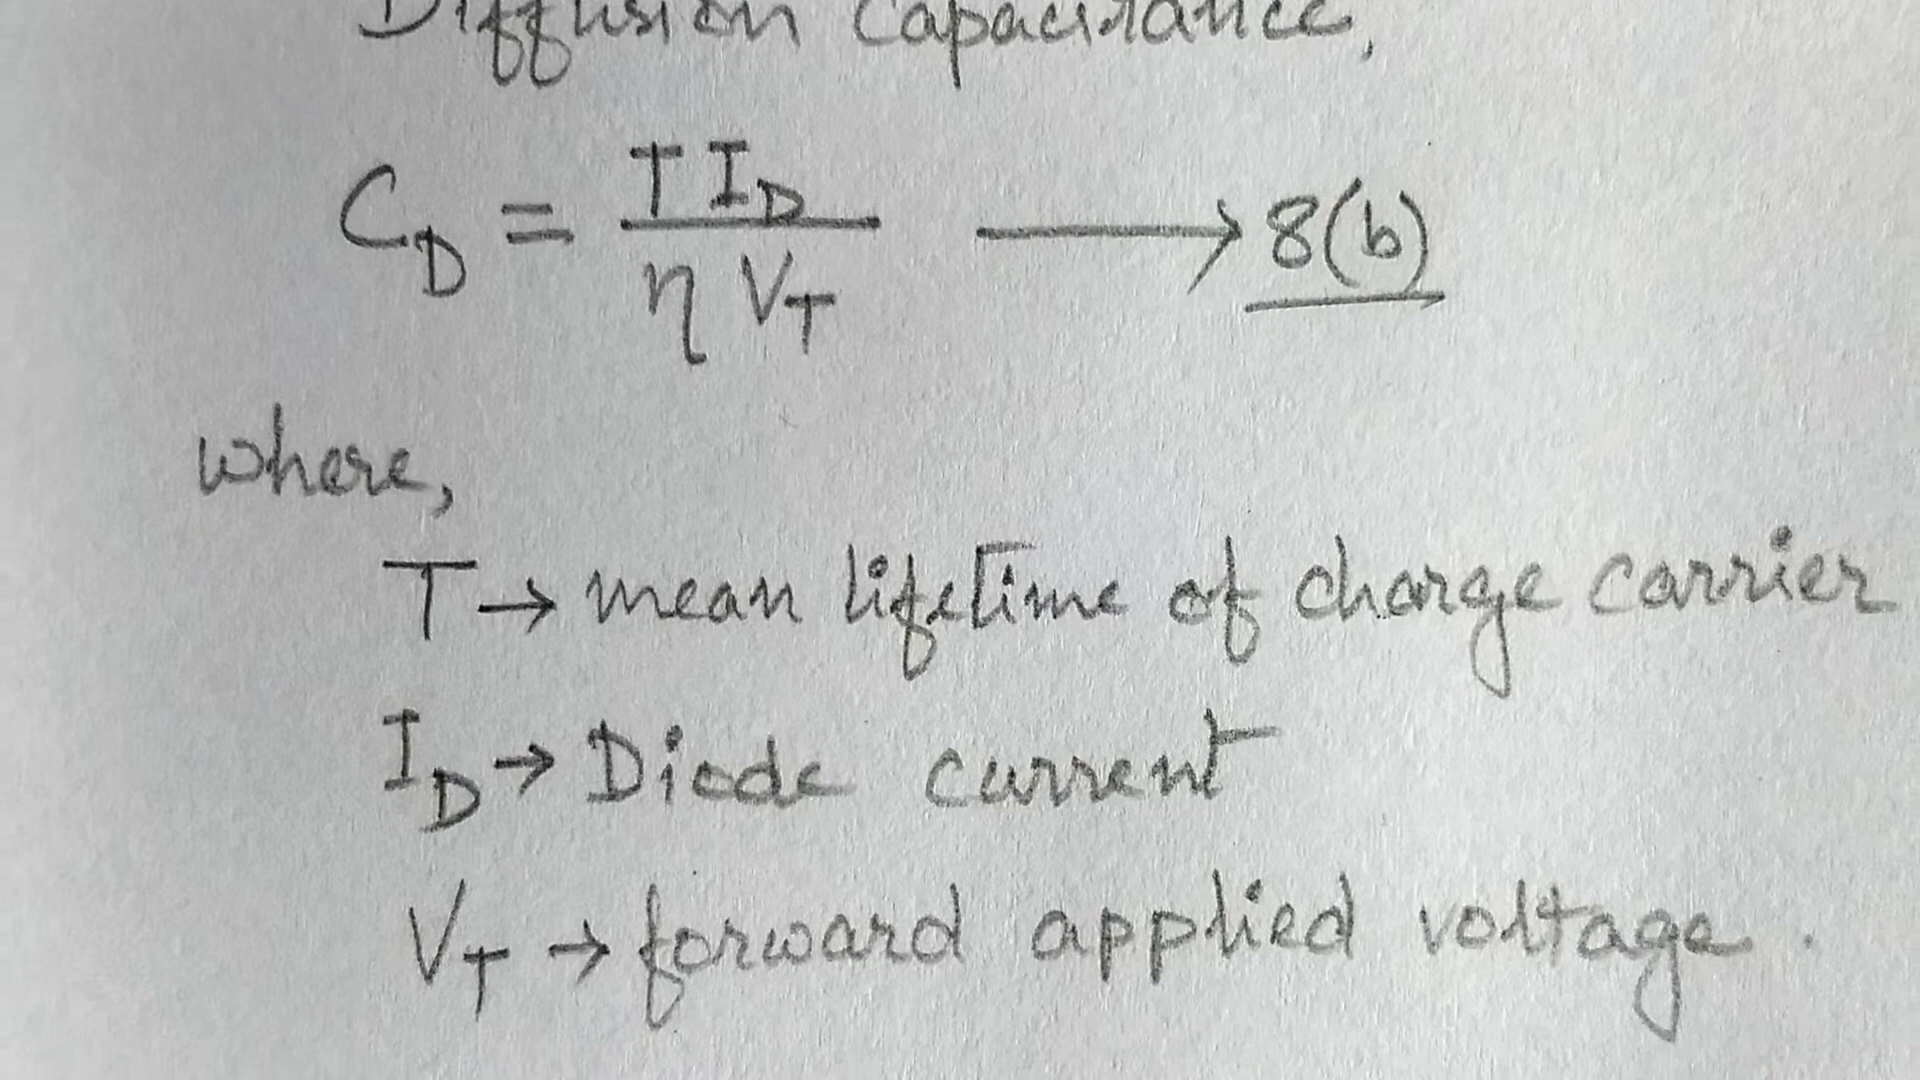 Diffusion Capacitance,
C_D = T I_D / η V_T ⟶ 8(b)
where,
T → mean lifetime of charge carrier
I_D → Diode current
V_T → forward applied voltage.